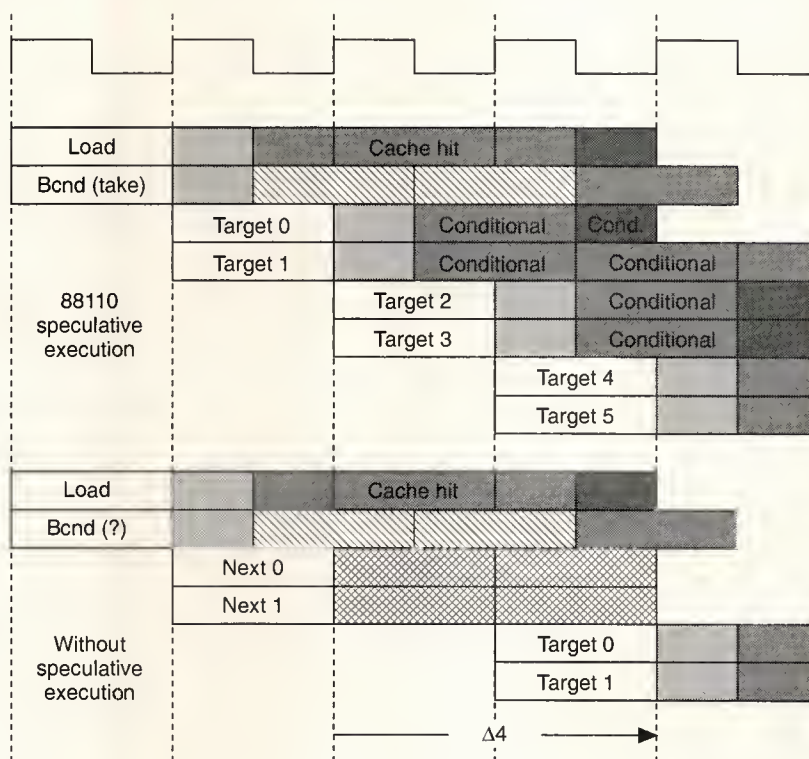 Load
Cache hit
Bcnd (take)
Target 0
Conditional
Cond.
Target 1
Conditional
Conditional
88110
speculative
execution
Target 2
Conditional
Target 3
Conditional
Target 4
Target 5
Load
Cache hit
Bcnd (?)
Next 0
Next 1
Without
speculative
execution
Target 0
Target 1
Δ4